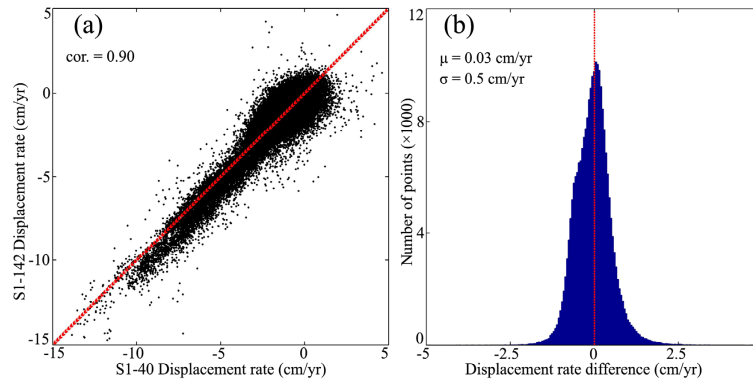 (a)
cor. = 0.90
5
0
-5
-10
-15
-15
-10
-5
0
5
S1-142 Displacement rate (cm/yr)
S1-40 Displacement rate (cm/yr)
(b)
μ = 0.03 cm/yr
σ = 0.5 cm/yr
12
8
4
0
-5
-2.5
0
2.5
Number of points (×1000)
Displacement rate difference (cm/yr)